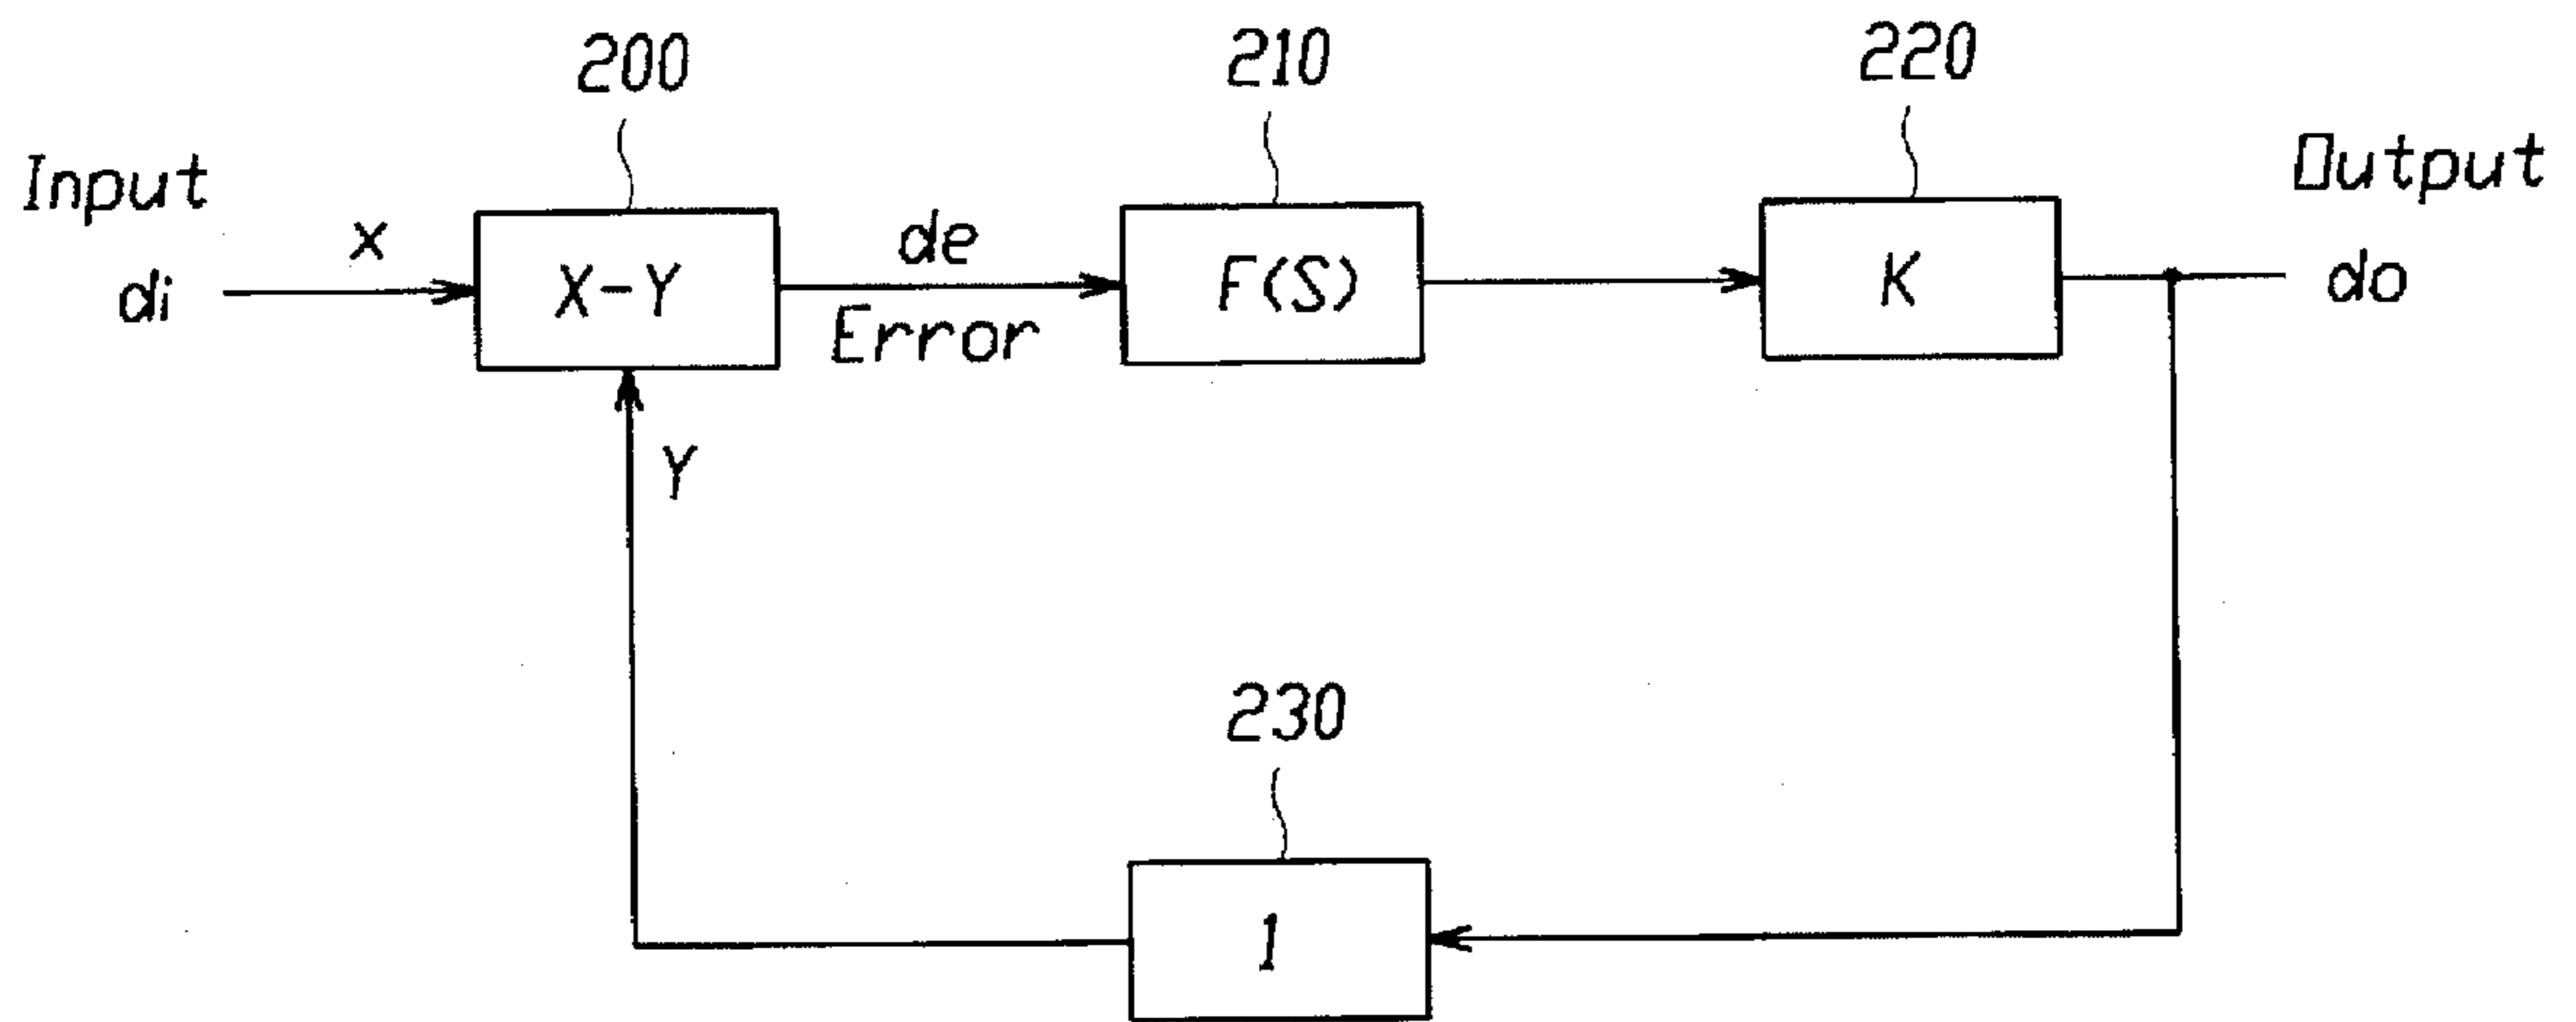 200
210
220
Input
Output
x
de
di
X-Y
F(S)
K
do
Error
Y
230
1